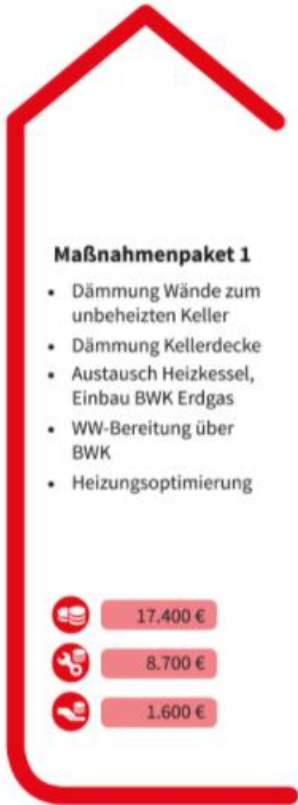 Maßnahmenpaket 1
• Dämmung Wände zum
unbeheizten Keller
• Dämmung Kellerdecke
• Austausch Heizkessel,
Einbau BWK Erdgas
• WW-Bereitung über
BWK
• Heizungsoptimierung
17.400 €
8.700 €
1.600 €